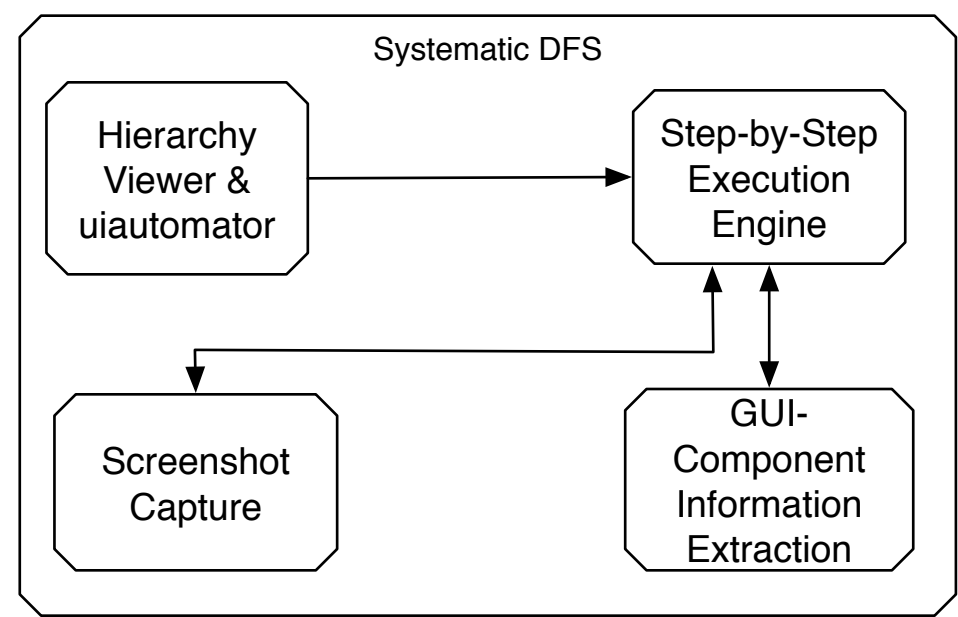 Systematic DFS
Hierarchy
Viewer &
uiautomator
Step-by-Step
Execution
Engine
Screenshot
Capture
GUI-
Component
Information
Extraction